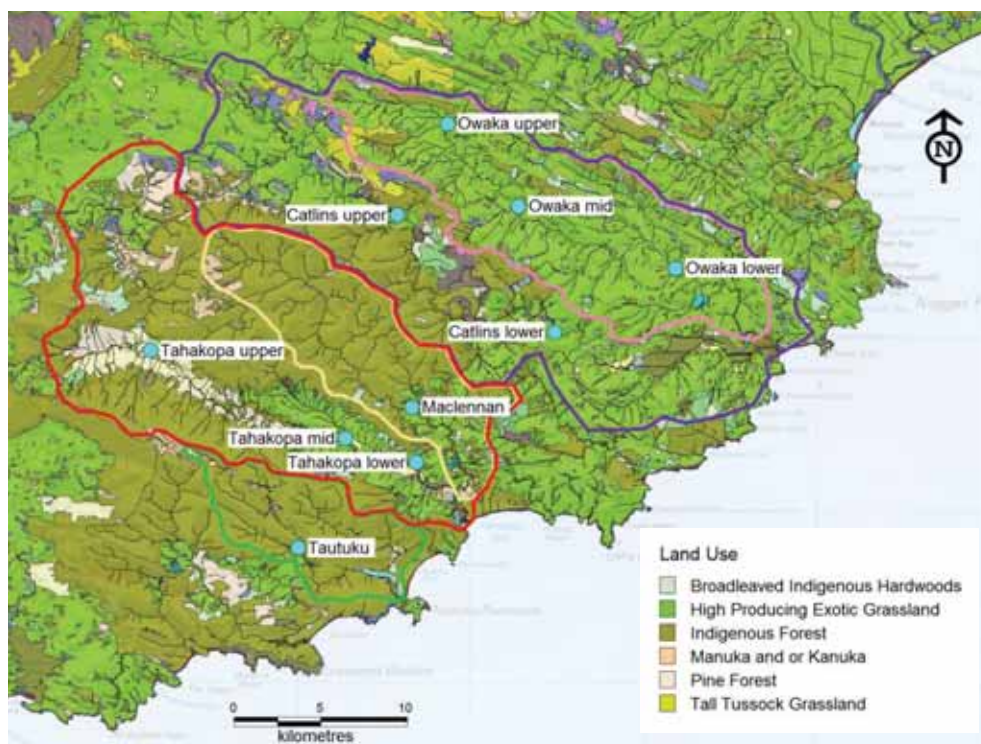 Owaka upper
Owaka mid
Catlins upper
Owaka lower
Catlins lower
Tahakopa upper
Maclennan
Tahakopa mid
Tahakopa lower
Tautuku
N
Land Use
Broadleaved Indigenous Hardwoods
High Producing Exotic Grassland
Indigenous Forest
Manuka and or Kanuka
Pine Forest
Tall Tussock Grassland
0 5 10
kilometres